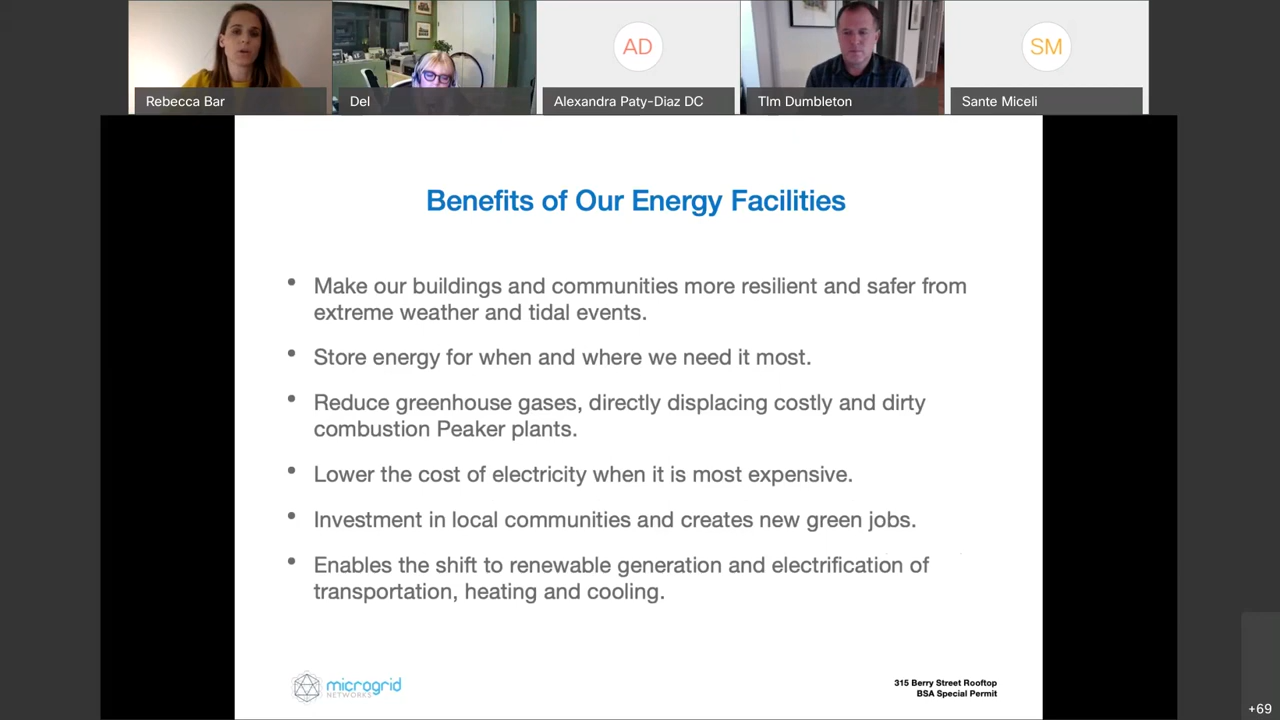 AD
SM
Rebecca Bar
Del
Alexandra Paty-Diaz DC
TIm Dumbleton
Sante Miceli
Benefits of Our Energy Facilities
• Make our buildings and communities more resilient and safer from
extreme weather and tidal events.
• Store energy for when and where we need it most.
• Reduce greenhouse gases, directly displacing costly and dirty
combustion Peaker plants.
• Lower the cost of electricity when it is most expensive.
• Investment in local communities and creates new green jobs.
• Enables the shift to renewable generation and electrification of
transportation, heating and cooling.
microgrid
NETWORKS
315 Berry Street Rooftop
BSA Special Permit
+69